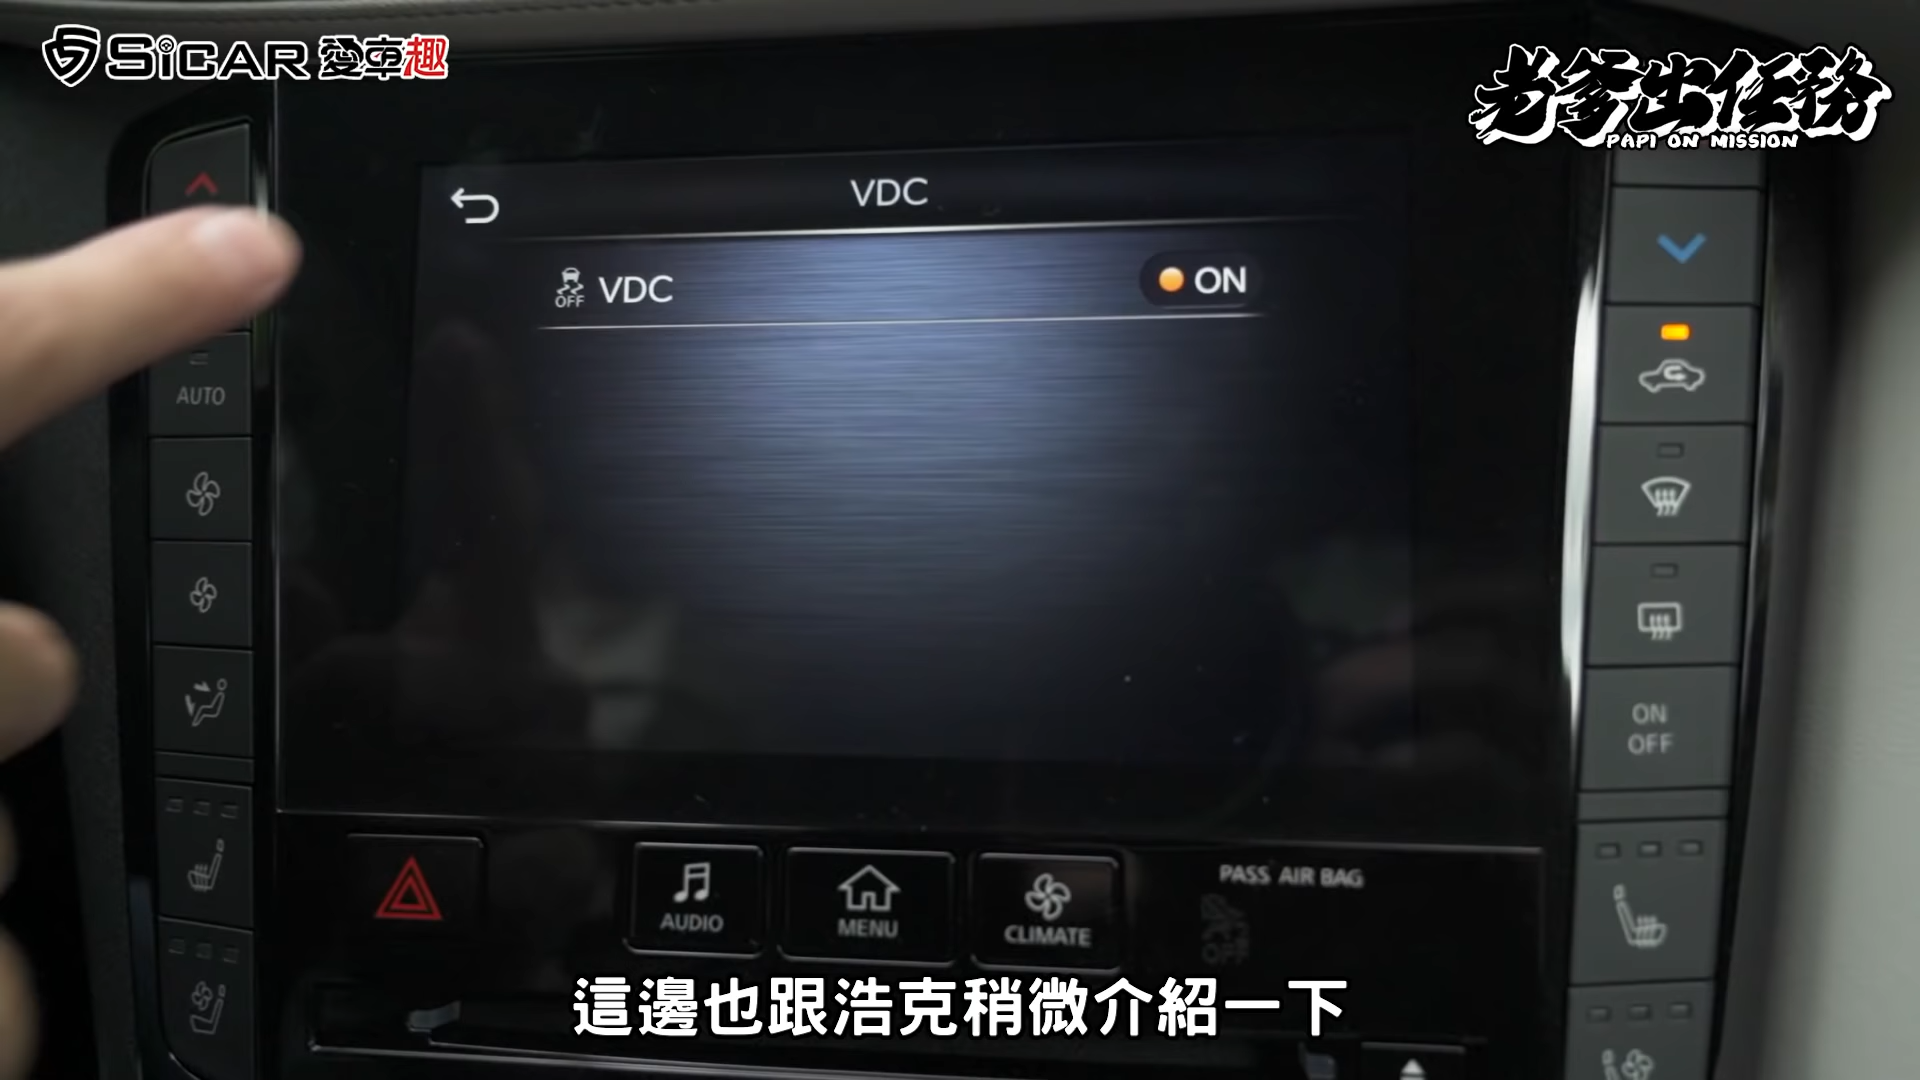 SiCAR 愛車趣
老爹出任務
PAPI ON MISSION
VDC
OFF VDC
ON
AUTO
ON
OFF
AUDIO
MENU
CLIMATE
PASS AIR BAG
OFF
這邊也跟浩克稍微介紹一下